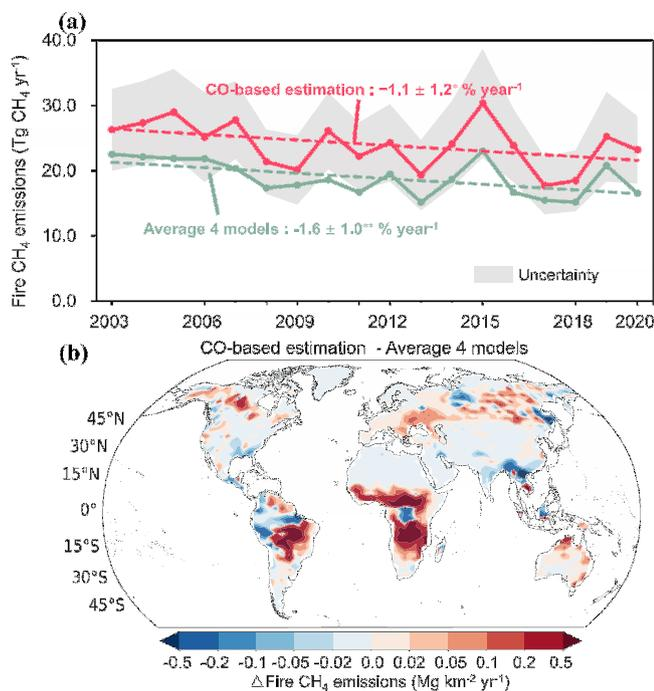 (a)
40.0
30.0
20.0
10.0
0.0
Fire CH₄ emissions (Tg CH₄ yr⁻¹)
CO-based estimation : −1.1 ± 1.2* % year⁻¹
Average 4 models : -1.6 ± 1.0** % year⁻¹
Uncertainty
2003 2006 2009 2012 2015 2018 2020
(b)
CO-based estimation - Average 4 models
45°N
30°N
15°N
0°
15°S
30°S
45°S
-0.5 -0.2 -0.1 -0.05 -0.02 0.0 0.02 0.05 0.1 0.2 0.5
△Fire CH₄ emissions (Mg km⁻² yr⁻¹)